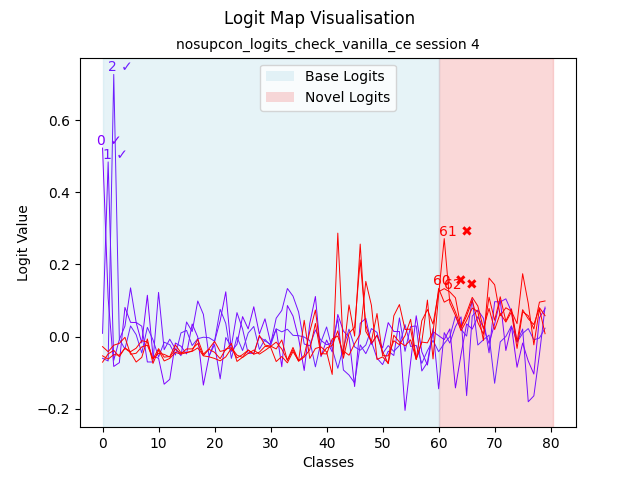 Logit Map Visualisation
nosupcon_logits_check_vanilla_ce session 4
Base Logits
Novel Logits
2 ✓
0 ✓
1 ✓
61 ✖
60 ✖
62 ✖
Logit Value
0.6
0.4
0.2
0.0
−0.2
0 10 20 30 40 50 60 70 80
Classes